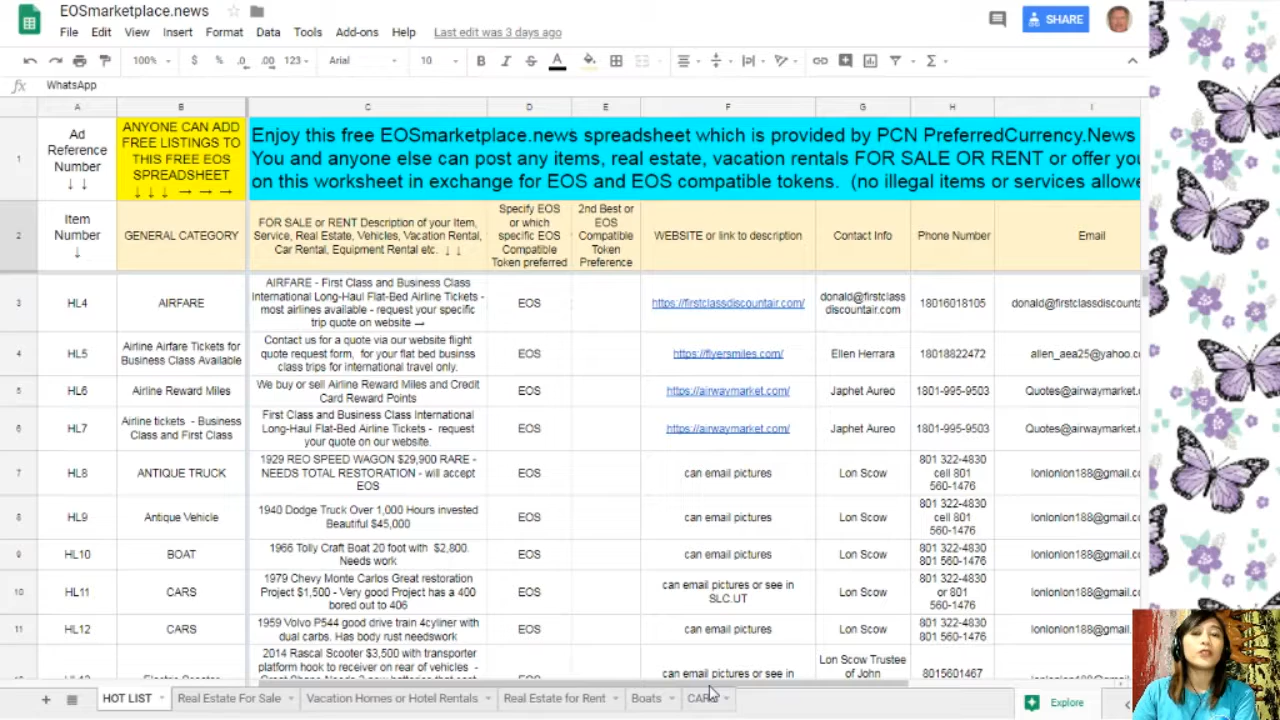 EOSmarketplace.news
File Edit View Insert Format Data Tools Add-ons Help Last edit was 3 days ago
SHARE
100% $ % .0 .00 123 Arial 10 B I S A
fx WhatsApp
A B C D E F G H I
1
Ad
Reference
Number
↓ ↓
ANYONE CAN ADD
FREE LISTINGS TO
THIS FREE EOS
SPREADSHEET
↓ ↓ ↓ → → →
Enjoy this free EOSmarketplace.news spreadsheet which is provided by PCN PreferredCurrency.News
You and anyone else can post any items, real estate, vacation rentals FOR SALE OR RENT or offer you
on this worksheet in exchange for EOS and EOS compatible tokens. (no illegal items or services allowe
2
Item
Number
↓
GENERAL CATEGORY
FOR SALE or RENT Description of your Item,
Service, Real Estate, Vehicles, Vacation Rental,
Car Rental, Equipment Rental etc. ↓ ↓
Specify EOS
or which
specific EOS
Compatible
Token preferred
2nd Best or
EOS
Compatible
Token
Preference
WEBSITE or link to description
Contact Info
Phone Number
Email
3
HL4
AIRFARE
AIRFARE - First Class and Business Class
International Long-Haul Flat-Bed Airline Tickets -
most airlines available - request your specific
trip quote on website →
EOS
https://firstclassdiscountair.com/
donald@firstclass
discountair.com
18016018105
donald@firstclassdiscounta
4
HL5
Airline Airfare Tickets for
Business Class Available
Contact us for a quote via our website flight
quote request form, for your flat bed businss
class trips for international travel only.
EOS
https://flyersmiles.com/
Ellen Herrara
18018822472
allen_aea25@yahoo.c
5
HL6
Airline Reward Miles
We buy or sell Airline Reward Miles and Credit
Card Reward Points
EOS
https://airwaymarket.com/
Japhet Aureo
1801-995-9503
Quotes@airwaymarket.
6
HL7
Airline tickets - Business
Class and First Class
First Class and Business Class International
Long-Haul Flat-Bed Airline Tickets - request
your quote on our website.
EOS
https://airwaymarket.com/
Japhet Aureo
1801-995-9503
Quotes@airwaymarket.
7
HL8
ANTIQUE TRUCK
1929 REO SPEED WAGON $29,900 RARE -
NEEDS TOTAL RESTORATION - will accept
EOS
EOS
can email pictures
Lon Scow
801 322-4830
cell 801
560-1476
lonlonlon188@gmail.c
8
HL9
Antique Vehicle
1940 Dodge Truck Over 1,000 Hours invested
Beautiful $45,000
EOS
can email pictures
Lon Scow
801 322-4830
cell 801
560-1476
lonlonlon188@gmail.c
9
HL10
BOAT
1966 Tolly Craft Boat 20 foot with $2,800.
Needs work
EOS
can email pictures
Lon Scow
801 322-4830
801 560-1476
lonlonlon188@gmail.c
10
HL11
CARS
1979 Chevy Monte Carlos Great restoration
Project $1,500 - Very good Project has a 400
bored out to 406
EOS
can email pictures or see in
SLC.UT
Lon Scow
801 322-4830
or 801
560-1476
lonlonlon188@gmail.
11
HL12
CARS
1959 Volvo P544 good drive train 4cyliner with
dual carbs. Has body rust needswork
EOS
can email pictures
Lon Scow
801 322-4830
801 560-1476
lonlonlon188@gmail.
2014 Rascal Scooter $3,500 with transporter
platform hook to receiver on rear of vehicles -
can email pictures or see in
Lon Scow Trustee
of John
8015601467
HOT LIST Real Estate For Sale Vacation Homes or Hotel Rentals Real Estate for Rent Boats CARS Explore